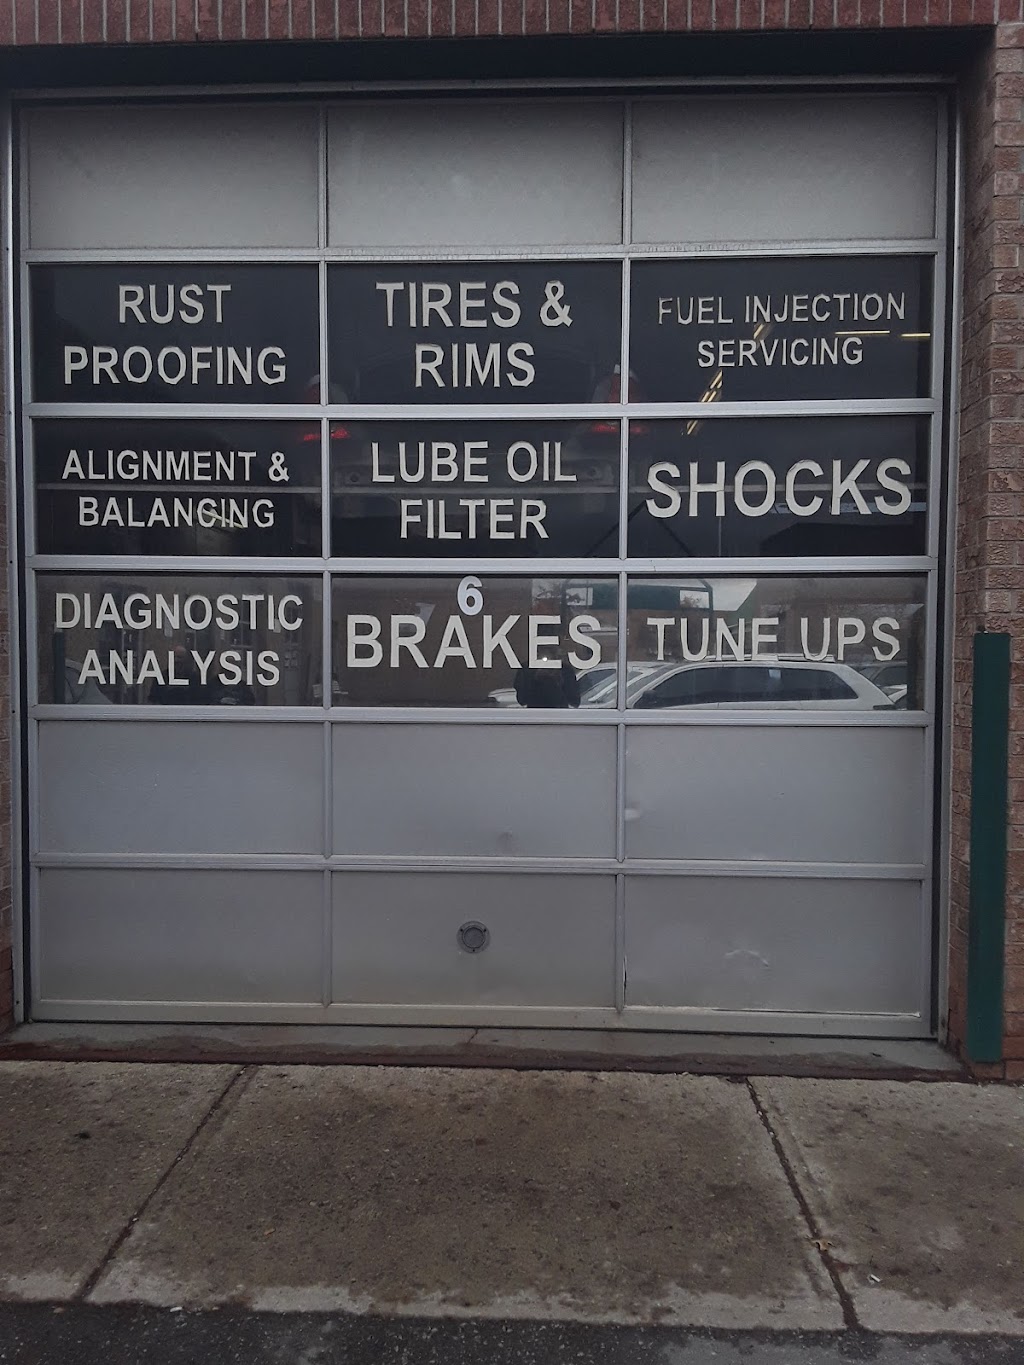 RUST
PROOFING
TIRES &
RIMS
FUEL INJECTION
SERVICING
ALIGNMENT &
BALANCING
LUBE OIL
FILTER
SHOCKS
DIAGNOSTIC
ANALYSIS
6
BRAKES
TUNE UPS